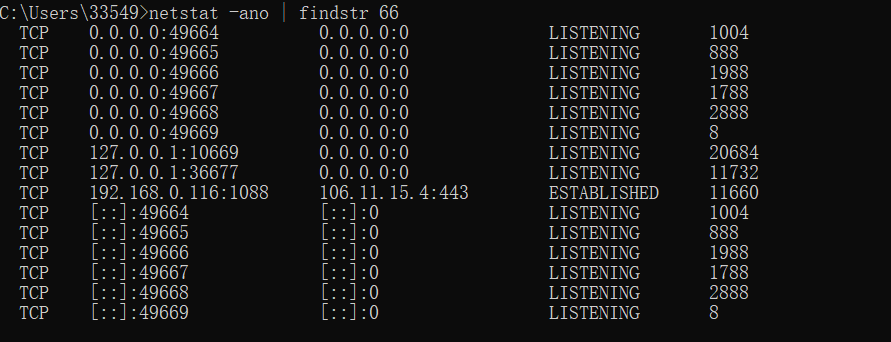 C:\Users\33549>netstat -ano | findstr 66
TCP 0.0.0.0:49664 0.0.0.0:0 LISTENING 1004
TCP 0.0.0.0:49665 0.0.0.0:0 LISTENING 888
TCP 0.0.0.0:49666 0.0.0.0:0 LISTENING 1988
TCP 0.0.0.0:49667 0.0.0.0:0 LISTENING 1788
TCP 0.0.0.0:49668 0.0.0.0:0 LISTENING 2888
TCP 0.0.0.0:49669 0.0.0.0:0 LISTENING 8
TCP 127.0.0.1:10669 0.0.0.0:0 LISTENING 20684
TCP 127.0.0.1:36677 0.0.0.0:0 LISTENING 11732
TCP 192.168.0.116:1088 106.11.15.4:443 ESTABLISHED 11660
TCP [::]:49664 [::]:0 LISTENING 1004
TCP [::]:49665 [::]:0 LISTENING 888
TCP [::]:49666 [::]:0 LISTENING 1988
TCP [::]:49667 [::]:0 LISTENING 1788
TCP [::]:49668 [::]:0 LISTENING 2888
TCP [::]:49669 [::]:0 LISTENING 8